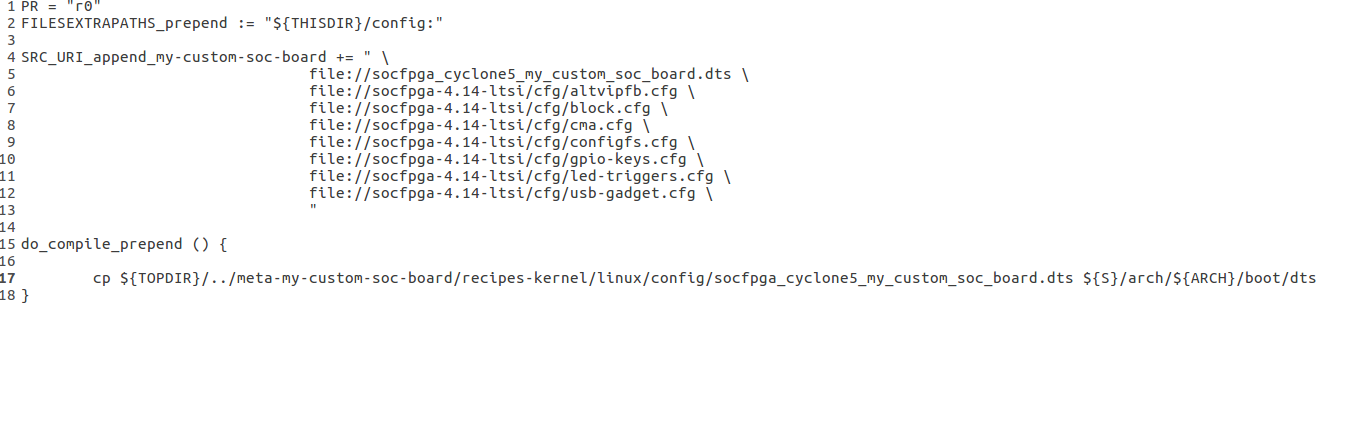 1 PR = "r0"
2 FILESEXTRAPATHS_prepend := "${THISDIR}/config:"
3
4 SRC_URI_append_my-custom-soc-board += " \
5 file://socfpga_cyclone5_my_custom_soc_board.dts \
6 file://socfpga-4.14-ltsi/cfg/altvipfb.cfg \
7 file://socfpga-4.14-ltsi/cfg/block.cfg \
8 file://socfpga-4.14-ltsi/cfg/cma.cfg \
9 file://socfpga-4.14-ltsi/cfg/configfs.cfg \
10 file://socfpga-4.14-ltsi/cfg/gpio-keys.cfg \
11 file://socfpga-4.14-ltsi/cfg/led-triggers.cfg \
12 file://socfpga-4.14-ltsi/cfg/usb-gadget.cfg \
13 "
14
15 do_compile_prepend () {
16
17 cp ${TOPDIR}/../meta-my-custom-soc-board/recipes-kernel/linux/config/socfpga_cyclone5_my_custom_soc_board.dts ${S}/arch/${ARCH}/boot/dts
18 }